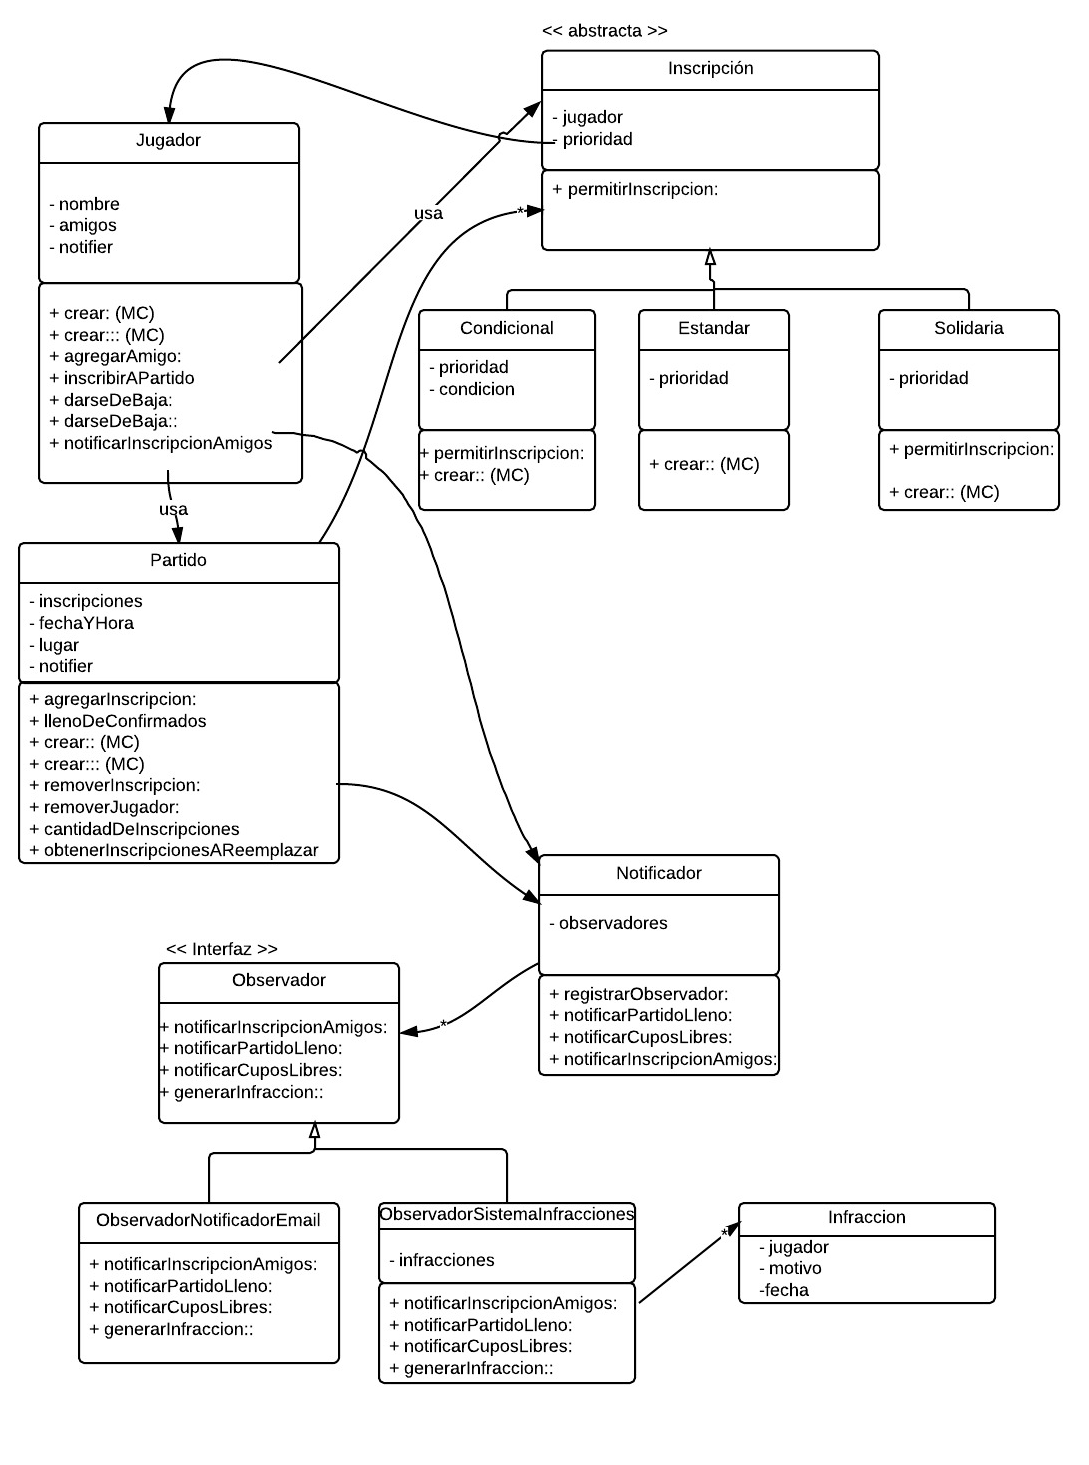 << abstracta >>
Inscripción
- jugador
- prioridad
+ permitirInscripcion:
Jugador
- nombre
- amigos
- notifier
+ crear: (MC)
+ crear::: (MC)
+ agregarAmigo:
+ inscribirAPartido
+ darseDeBaja:
+ darseDeBaja::
+ notificarInscripcionAmigos
usa
*
usa
Condicional
- prioridad
- condicion
+ permitirInscripcion:
+ crear:: (MC)
Estandar
- prioridad
+ crear:: (MC)
Solidaria
- prioridad
+ permitirInscripcion:
+ crear:: (MC)
Partido
- inscripciones
- fechaYHora
- lugar
- notifier
+ agregarInscripcion:
+ llenoDeConfirmados
+ crear:: (MC)
+ crear::: (MC)
+ removerInscripcion:
+ removerJugador:
+ cantidadDeInscripciones
+ obtenerInscripcionesAReemplazar
Notificador
- observadores
+ registrarObservador:
+ notificarPartidoLleno:
+ notificarCuposLibres:
+ notificarInscripcionAmigos:
<< Interfaz >>
Observador
+ notificarInscripcionAmigos:
+ notificarPartidoLleno:
+ notificarCuposLibres:
+ generarInfraccion::
*
ObservadorNotificadorEmail
+ notificarInscripcionAmigos:
+ notificarPartidoLleno:
+ notificarCuposLibres:
+ generarInfraccion::
ObservadorSistemaInfracciones
- infracciones
+ notificarInscripcionAmigos:
+ notificarPartidoLleno:
+ notificarCuposLibres:
+ generarInfraccion::
*
Infraccion
- jugador
- motivo
-fecha